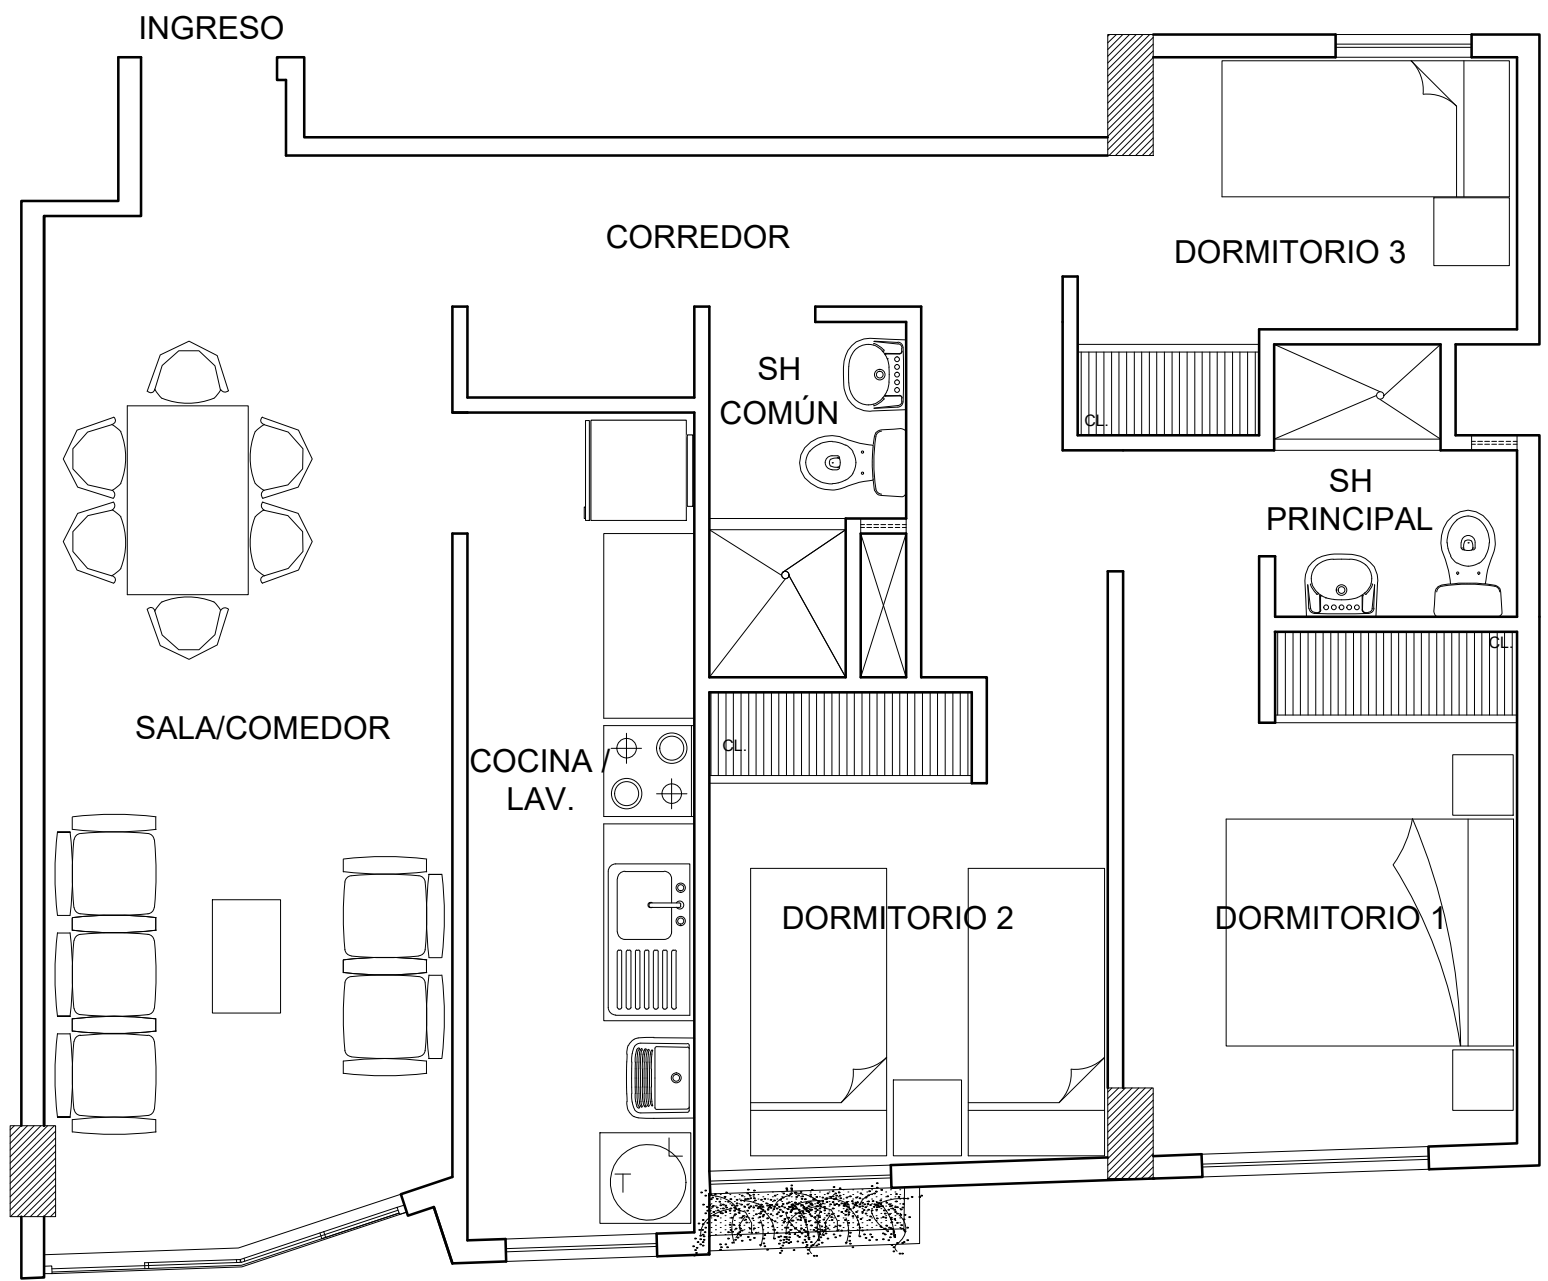 INGRESO
CORREDOR
DORMITORIO 3
SH
COMÚN
CL.
SH
PRINCIPAL
CL.
SALA/COMEDOR
COCINA /
LAV.
CL.
DORMITORIO 2
DORMITORIO 1